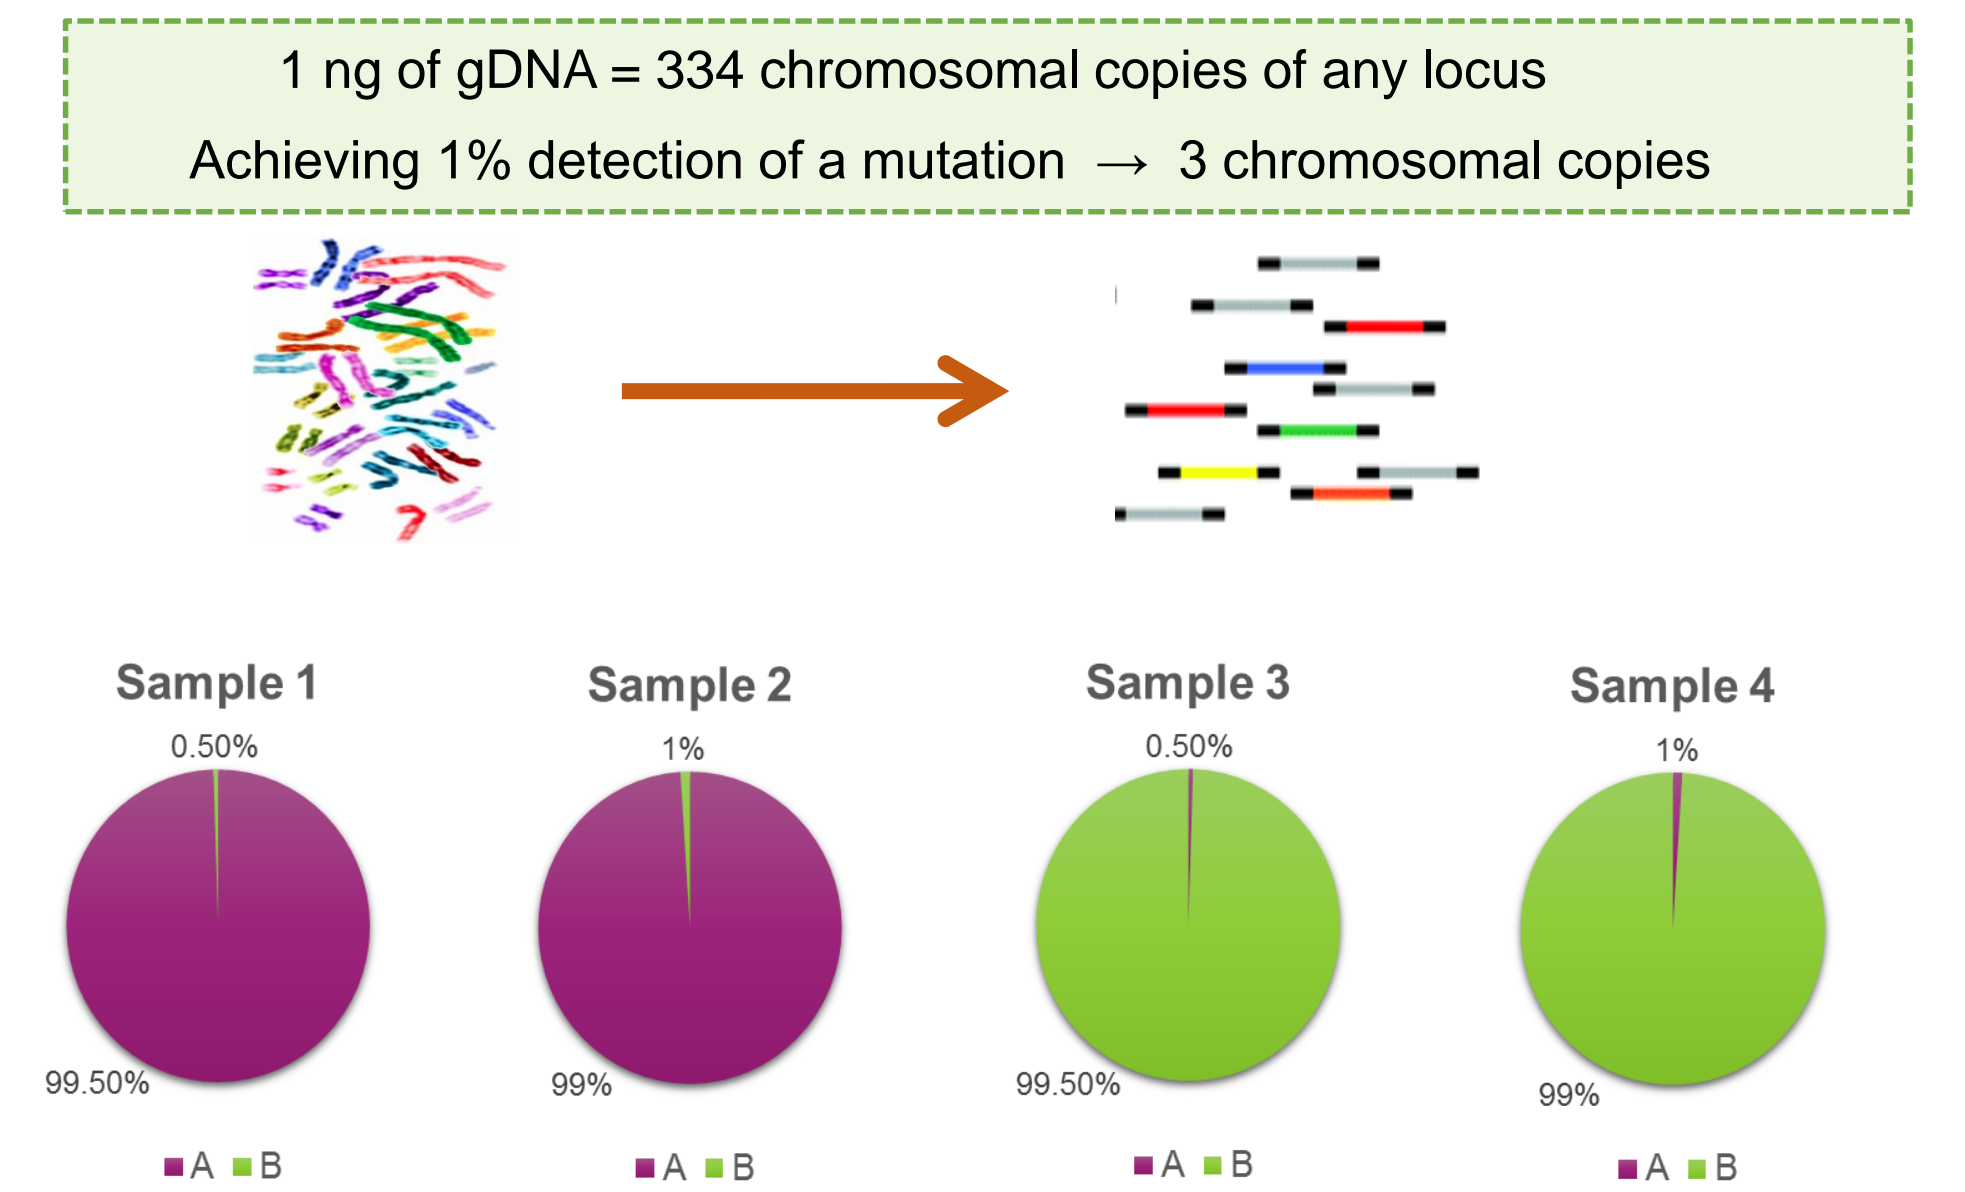 1 ng of gDNA = 334 chromosomal copies of any locus
Achieving 1% detection of a mutation → 3 chromosomal copies
Sample 1
0.50%
99.50%
A B
Sample 2
1%
99%
A B
Sample 3
0.50%
99.50%
A B
Sample 4
1%
99%
A B